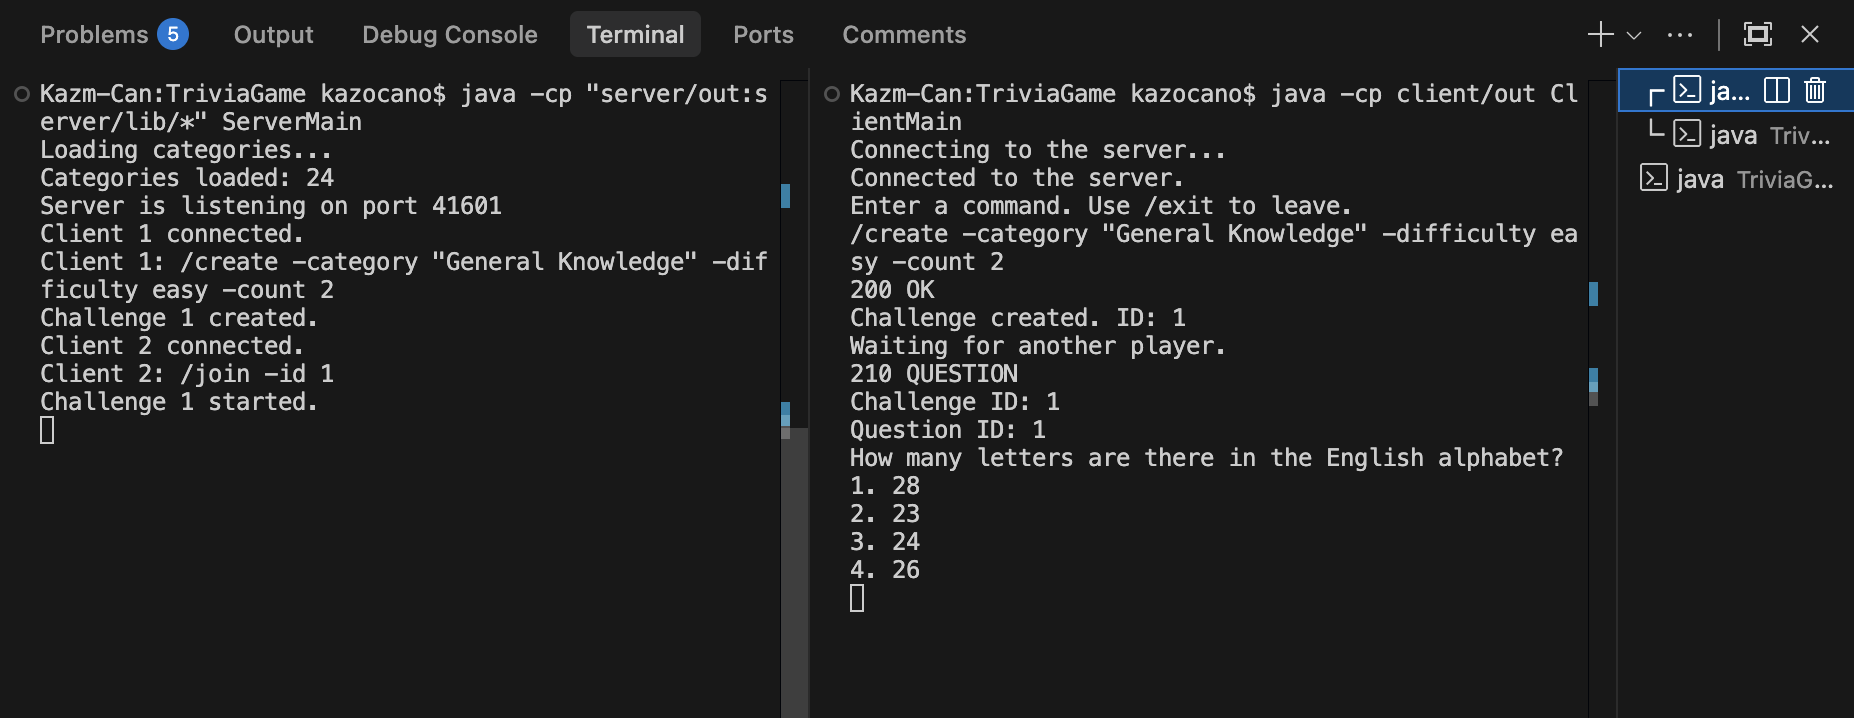 Problems 5 Output Debug Console Terminal Ports Comments
Kazm-Can:TriviaGame kazocano$ java -cp "server/out:s
erver/lib/*" ServerMain
Loading categories...
Categories loaded: 24
Server is listening on port 41601
Client 1 connected.
Client 1: /create -category "General Knowledge" -dif
ficulty easy -count 2
Challenge 1 created.
Client 2 connected.
Client 2: /join -id 1
Challenge 1 started.
Kazm-Can:TriviaGame kazocano$ java -cp client/out Cl
ientMain
Connecting to the server...
Connected to the server.
Enter a command. Use /exit to leave.
/create -category "General Knowledge" -difficulty ea
sy -count 2
200 OK
Challenge created. ID: 1
Waiting for another player.
210 QUESTION
Challenge ID: 1
Question ID: 1
How many letters are there in the English alphabet?
1. 28
2. 23
3. 24
4. 26
ja...
java Triv...
java TriviaG...